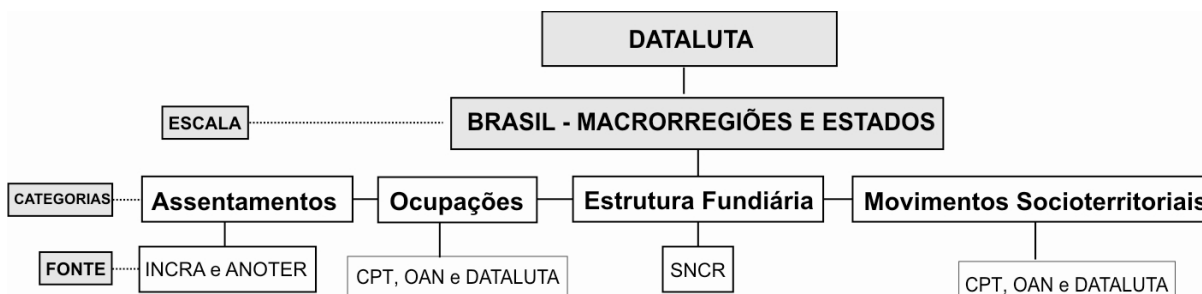 DATALUTA
ESCALA
BRASIL - MACRORREGIÕES E ESTADOS
CATEGORIAS
Assentamentos
Ocupações
Estrutura Fundiária
Movimentos Socioterritoriais
FONTE
INCRA e ANOTER
CPT, OAN e DATALUTA
SNCR
CPT, OAN e DATALUTA